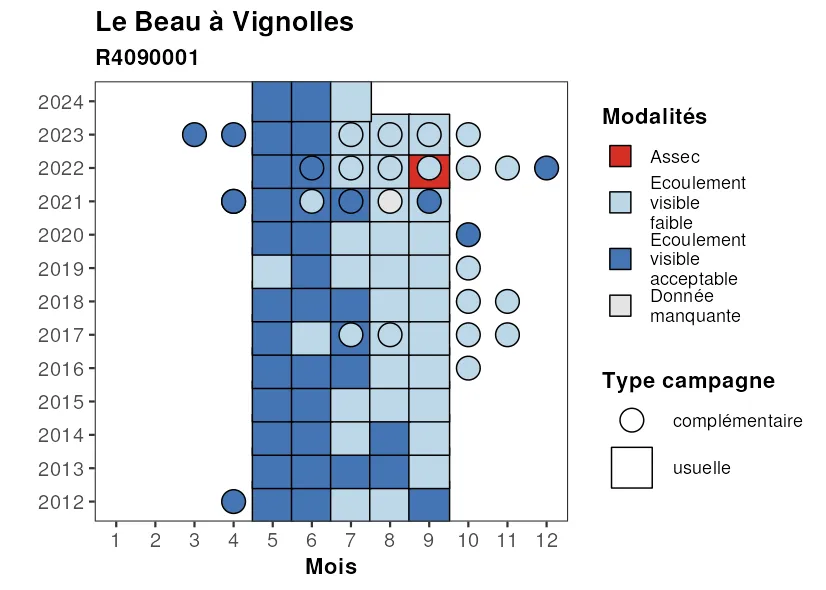 Le Beau à Vignolles
R4090001
2024
2023
2022
2021
2020
2019
2018
2017
2016
2015
2014
2013
2012
1 2 3 4 5 6 7 8 9 10 11 12
Mois
Modalités
Assec
Ecoulement
visible
faible
Ecoulement
visible
acceptable
Donnée
manquante
Type campagne
complémentaire
usuelle